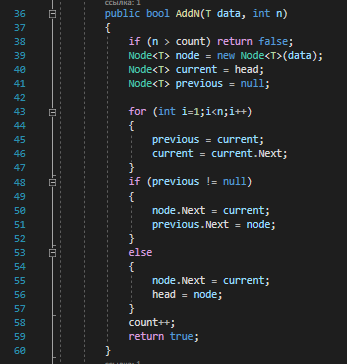 ссылка: 1
36 public bool AddN(T data, int n)
37 {
38 if (n > count) return false;
39 Node<T> node = new Node<T>(data);
40 Node<T> current = head;
41 Node<T> previous = null;
42
43 for (int i=1;i<n;i++)
44 {
45 previous = current;
46 current = current.Next;
47 }
48 if (previous != null)
49 {
50 node.Next = current;
51 previous.Next = node;
52 }
53 else
54 {
55 node.Next = current;
56 head = node;
57 }
58 count++;
59 return true;
60 }
ссылка: 1